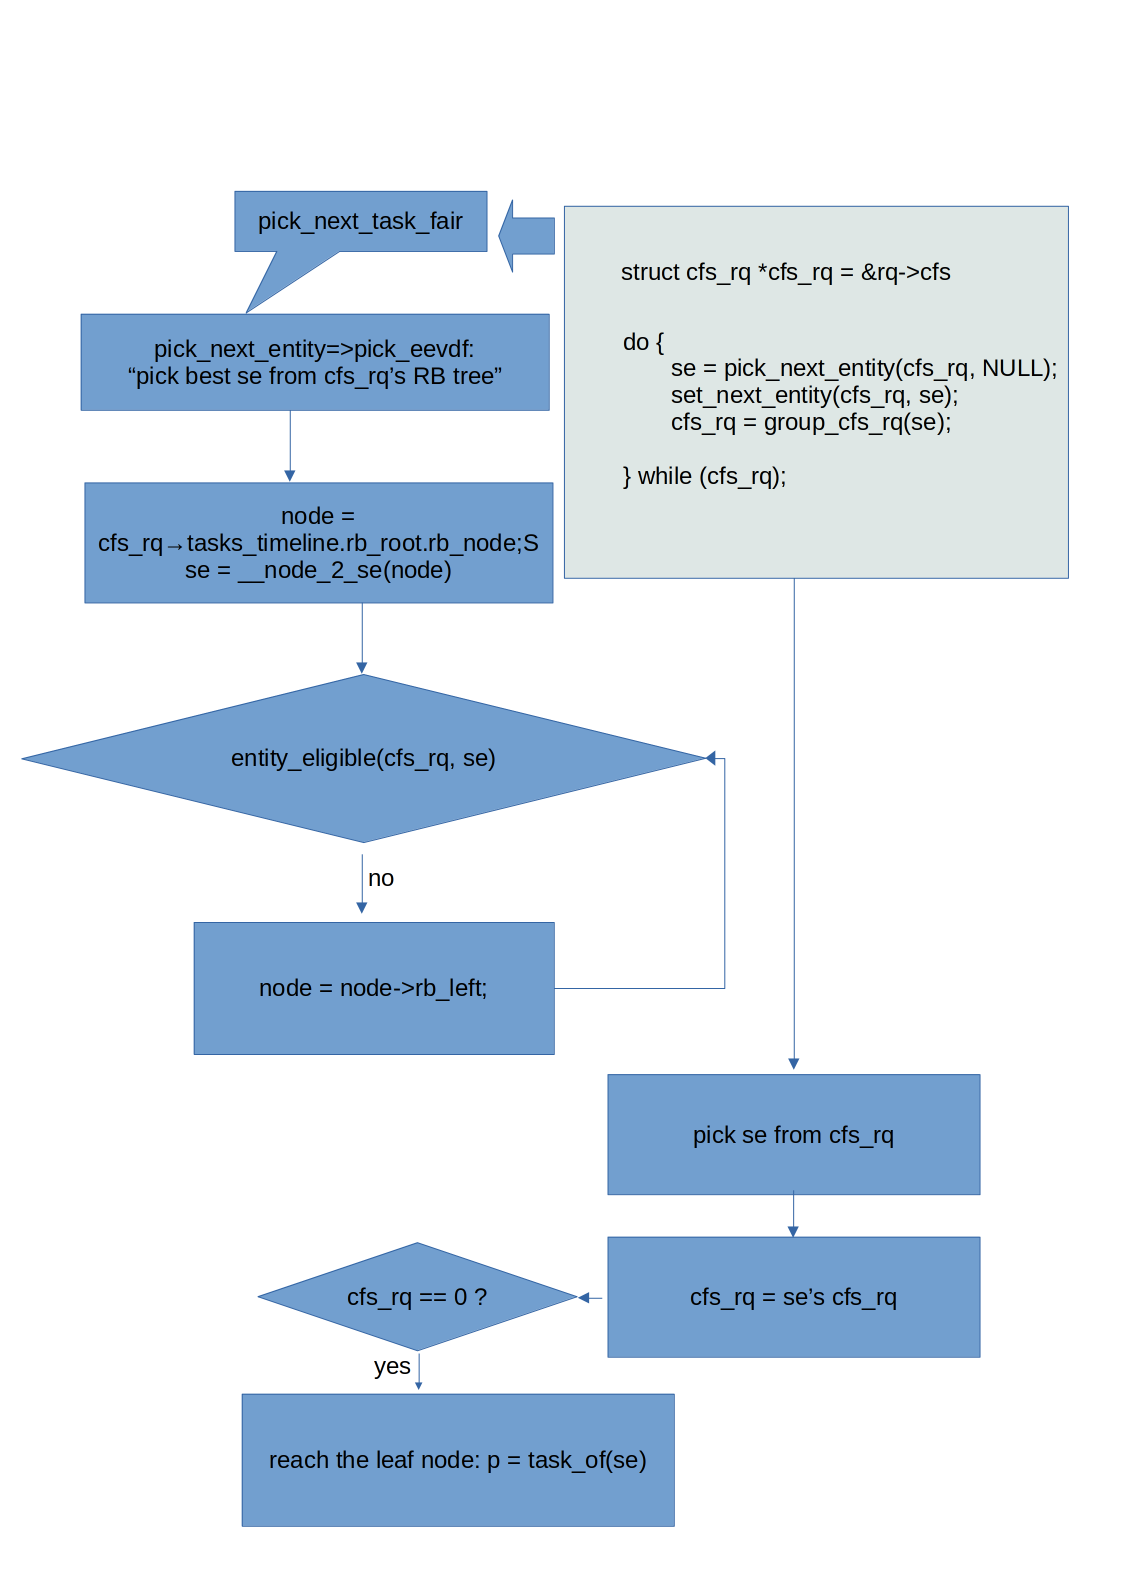 pick_next_task_fair
struct cfs_rq *cfs_rq = &rq->cfs
do {
se = pick_next_entity(cfs_rq, NULL);
set_next_entity(cfs_rq, se);
cfs_rq = group_cfs_rq(se);
} while (cfs_rq);
pick_next_entity=>pick_eevdf:
“pick best se from cfs_rq’s RB tree”
node =
cfs_rq→tasks_timeline.rb_root.rb_node;S
se = __node_2_se(node)
entity_eligible(cfs_rq, se)
no
node = node->rb_left;
pick se from cfs_rq
cfs_rq = se’s cfs_rq
cfs_rq == 0 ?
yes
reach the leaf node: p = task_of(se)